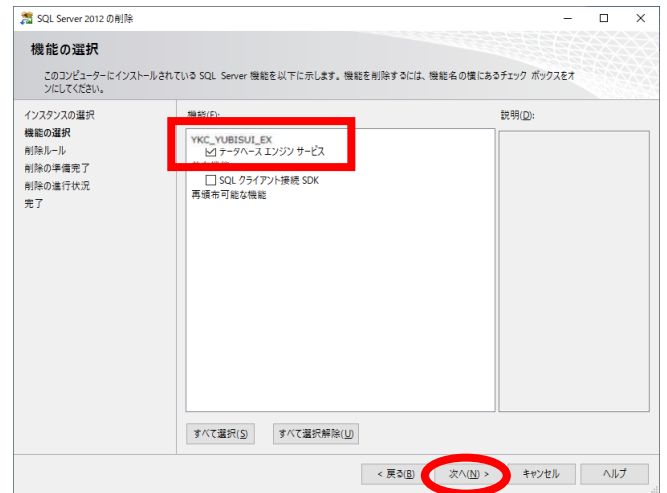 SQL Server 2012 の削除
機能の選択
このコンピューターにインストールされている SQL Server 機能を以下に示します。機能を削除するには、機能名の横にあるチェック ボックスをオ
ンにしてください。
インスタンスの選択
機能の選択
削除ルール
削除の準備完了
削除の進行状況
完了
機能(F):
YKC_YUBISUI_EX
データベース エンジン サービス
SQL クライアント接続 SDK
再頒布可能な機能
すべて選択(S)
すべて選択解除(U)
説明(D):
< 戻る(B)
次へ(N) >
キャンセル
ヘルプ